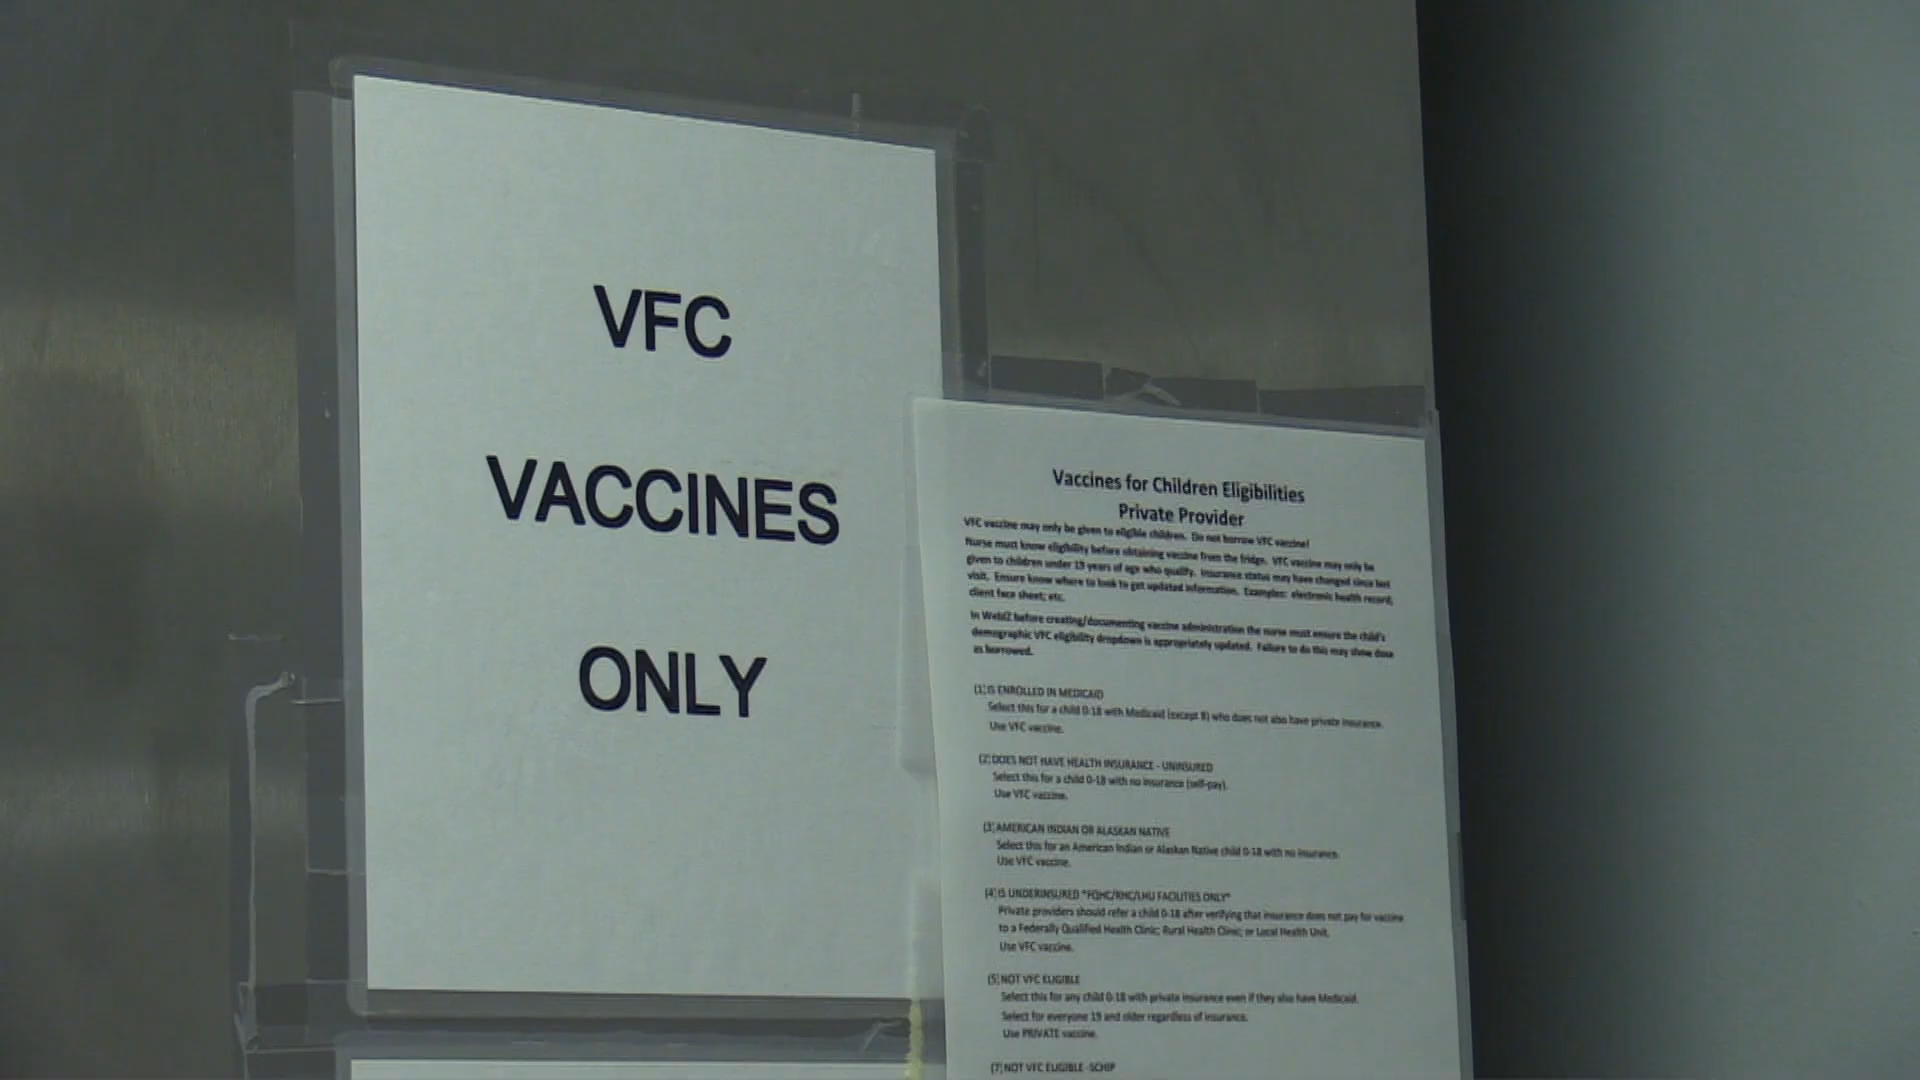 VFC
VACCINES
ONLY
Vaccines for Children Eligibilities
Private Provider
VFC vaccine may only be given to eligible children. Do not borrow VFC vaccine!
Nurse must know eligibility before obtaining vaccine from the fridge. VFC vaccine may only be
given to children under 19 years of age who qualify. Insurance status may have changed since last
visit. Ensure know where to look to get updated information. Examples: electronic health record,
client face sheet; etc.
In WebIZ before creating/documenting vaccine administration the nurse must ensure the child's
demographic VFC eligibility dropdown is appropriately updated. Failure to do this may show dose
as borrowed.
(1) IS ENROLLED IN MEDICAID
Select this for a child 0-18 with Medicaid (except 8) who does not also have private insurance.
Use VFC vaccine.
(2) DOES NOT HAVE HEALTH INSURANCE - UNINSURED
Select this for a child 0-18 with no insurance (self-pay).
Use VFC vaccine.
(3) AMERICAN INDIAN OR ALASKAN NATIVE
Select this for an American Indian or Alaskan Native child 0-18 with no insurance.
Use VFC vaccine.
(4) IS UNDERINSURED *FQHC/RHC/LHU FACILITIES ONLY*
Private providers should refer a child 0-18 after verifying that insurance does not pay for vaccine
to a Federally Qualified Health Clinic; Rural Health Clinic; or Local Health Unit.
Use VFC vaccine.
(5) NOT VFC ELIGIBLE
Select this for any child 0-18 with private insurance even if they also have Medicaid.
Select for everyone 19 and older regardless of insurance.
Use PRIVATE vaccine.
(7) NOT VFC ELIGIBLE -SCHIP